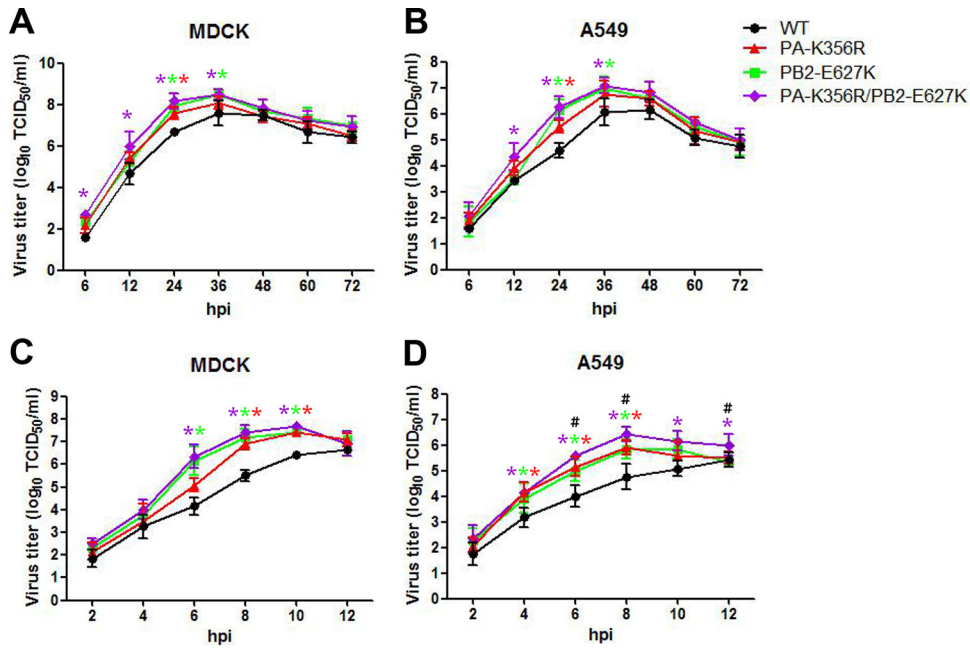 A
MDCK
Virus titer (log10 TCID50/ml)
10
8
6
4
2
0
*
*
***
**
6 12 24 36 48 60 72
hpi
B
A549
Virus titer (log10 TCID50/ml)
8
7
6
5
4
3
2
1
0
*
***
**
6 12 24 36 48 60 72
hpi
WT
PA-K356R
PB2-E627K
PA-K356R/PB2-E627K
C
MDCK
Virus titer (log10 TCID50/ml)
9
8
7
6
5
4
3
2
1
0
**
***
***
2 4 6 8 10 12
hpi
D
A549
Virus titer (log10 TCID50/ml)
8
7
6
5
4
3
2
1
0
***
#
***
#
***
*
#
*
2 4 6 8 10 12
hpi